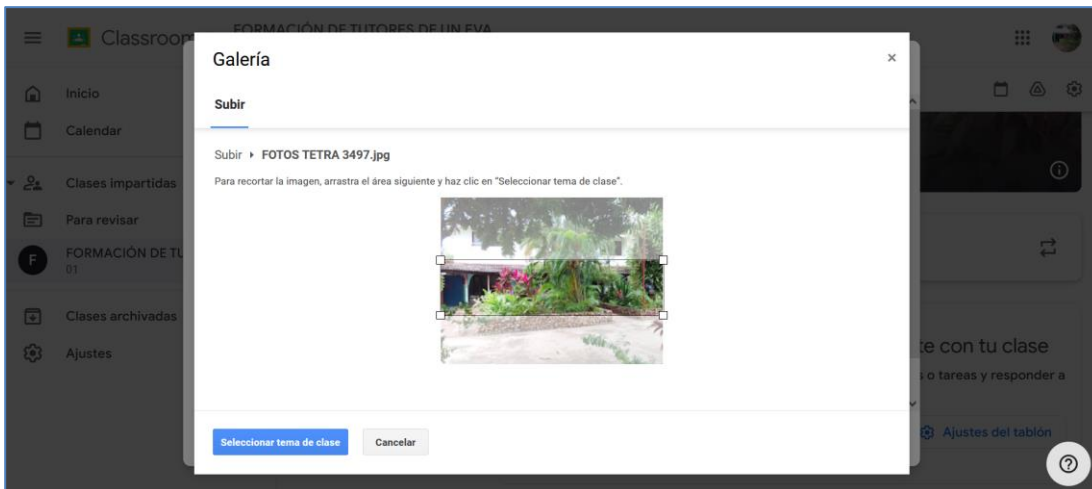 Classroom
FORMACIÓN DE TUTORES DE UN EVA
Inicio
Calendar
Clases impartidas
Para revisar
F
FORMACIÓN DE TU
01
Clases archivadas
Ajustes
Galería
×
Subir
Subir ▸ FOTOS TETRA 3497.jpg
Para recortar la imagen, arrastra el área siguiente y haz clic en "Seleccionar tema de clase".
Seleccionar tema de clase
Cancelar
te con tu clase
o tareas y responder a
Ajustes del tablón